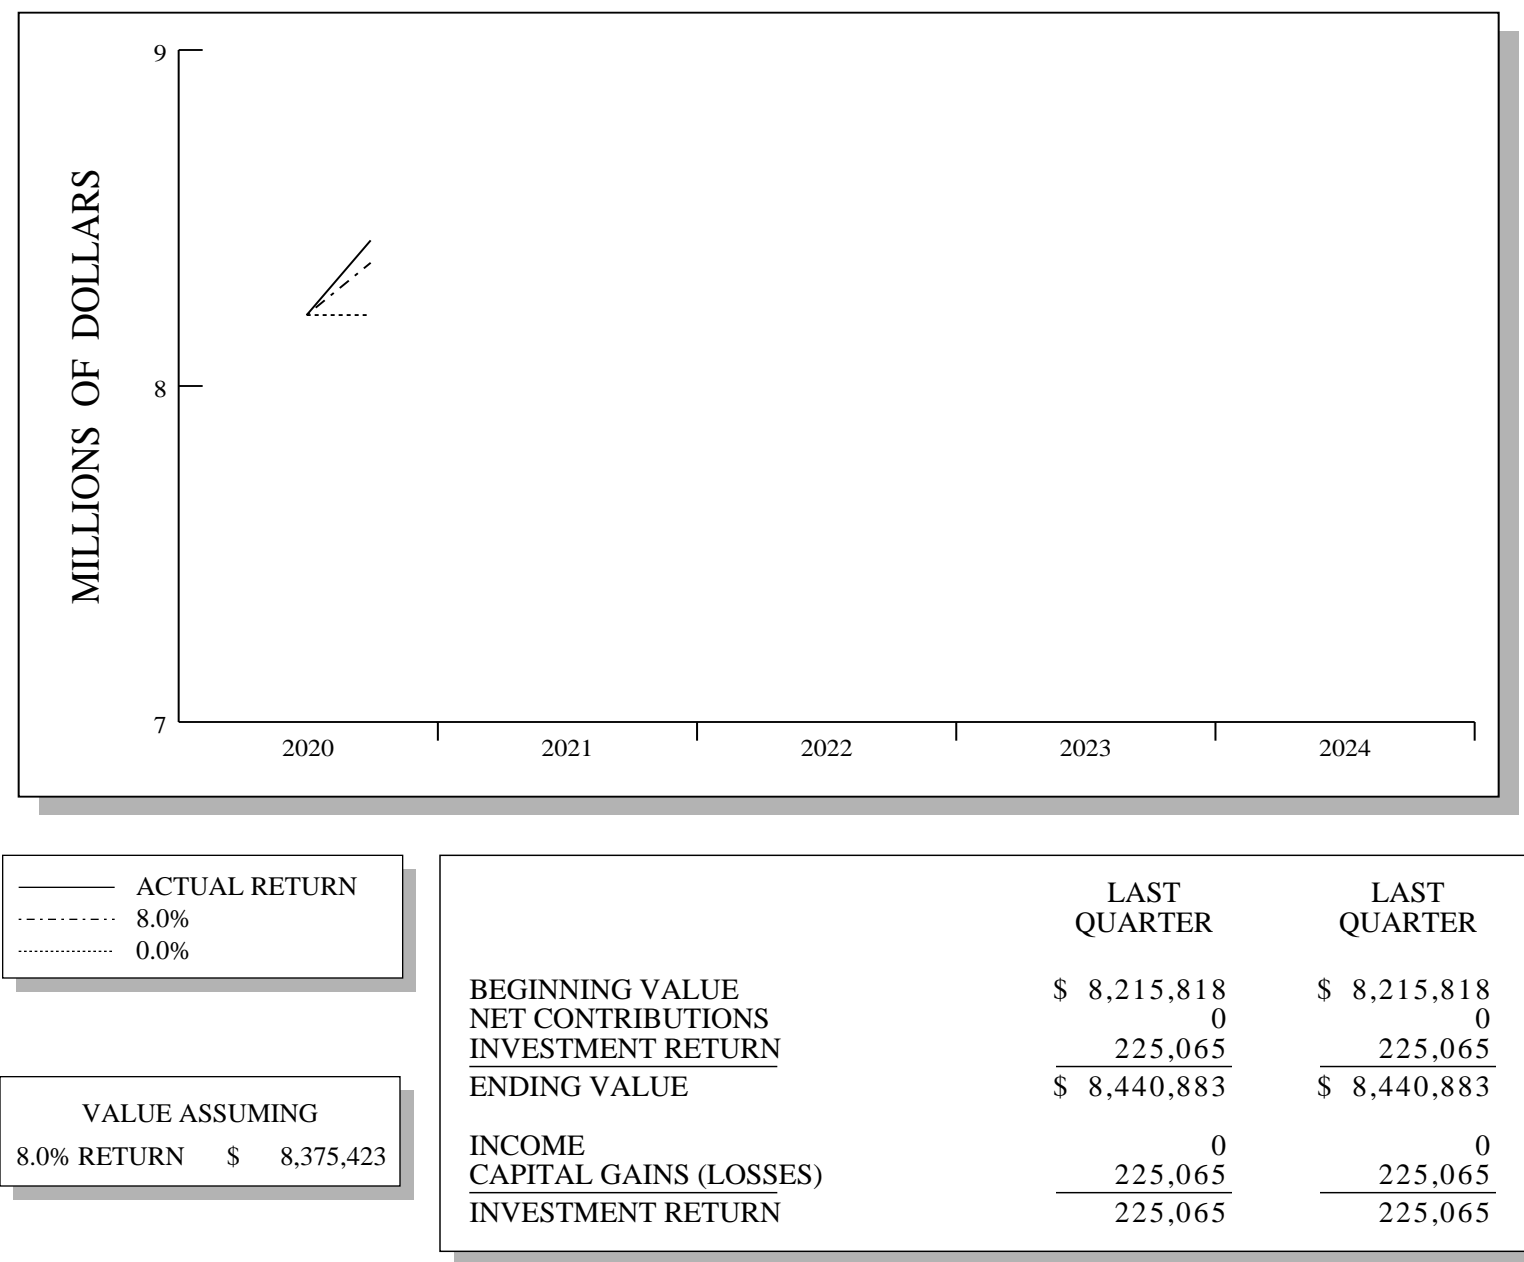 9
MILLIONS OF DOLLARS
8
7
2020 2021 2022 2023 2024
ACTUAL RETURN
8.0%
0.0%
VALUE ASSUMING
8.0% RETURN $ 8,375,423
LAST LAST
QUARTER QUARTER
BEGINNING VALUE $ 8,215,818 $ 8,215,818
NET CONTRIBUTIONS 0 0
INVESTMENT RETURN 225,065 225,065
ENDING VALUE $ 8,440,883 $ 8,440,883
INCOME 0 0
CAPITAL GAINS (LOSSES) 225,065 225,065
INVESTMENT RETURN 225,065 225,065